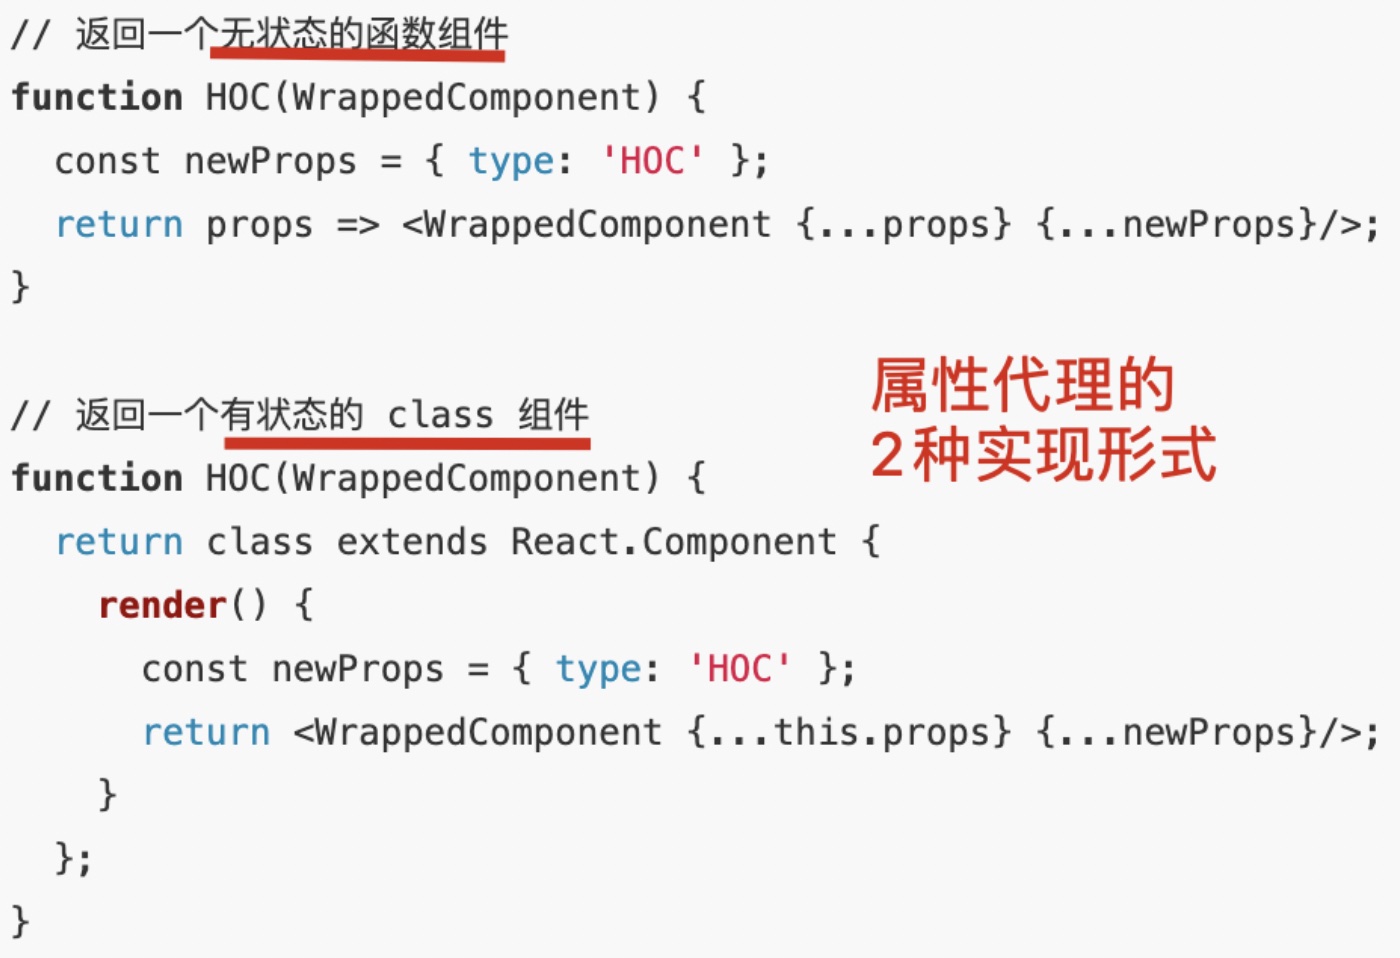 // 返回一个无状态的函数组件
function HOC(WrappedComponent) {
  const newProps = { type: 'HOC' };
  return props => <WrappedComponent {...props} {...newProps}/>;
}
// 返回一个有状态的 class 组件
function HOC(WrappedComponent) {
  return class extends React.Component {
    render() {
      const newProps = { type: 'HOC' };
      return <WrappedComponent {...this.props} {...newProps}/>;
    }
  };
}
属性代理的
2种实现形式